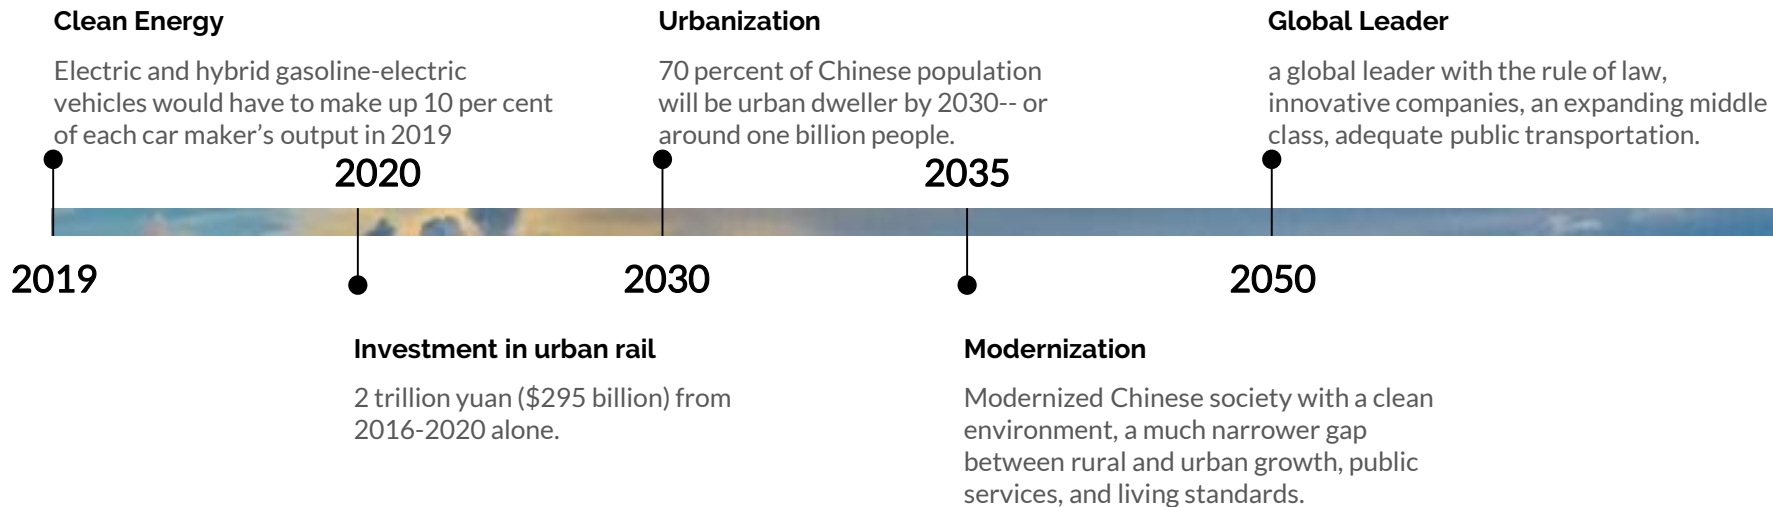 Clean Energy
Electric and hybrid gasoline-electric
vehicles would have to make up 10 per cent
of each car maker's output in 2019
Urbanization
70 percent of Chinese population
will be urban dweller by 2030-- or
around one billion people.
Global Leader
a global leader with the rule of law,
innovative companies, an expanding middle
class, adequate public transportation.
2020
2035
2019
2030
2050
Investment in urban rail
2 trillion yuan ($295 billion) from
2016-2020 alone.
Modernization
Modernized Chinese society with a clean
environment, a much narrower gap
between rural and urban growth, public
services, and living standards.